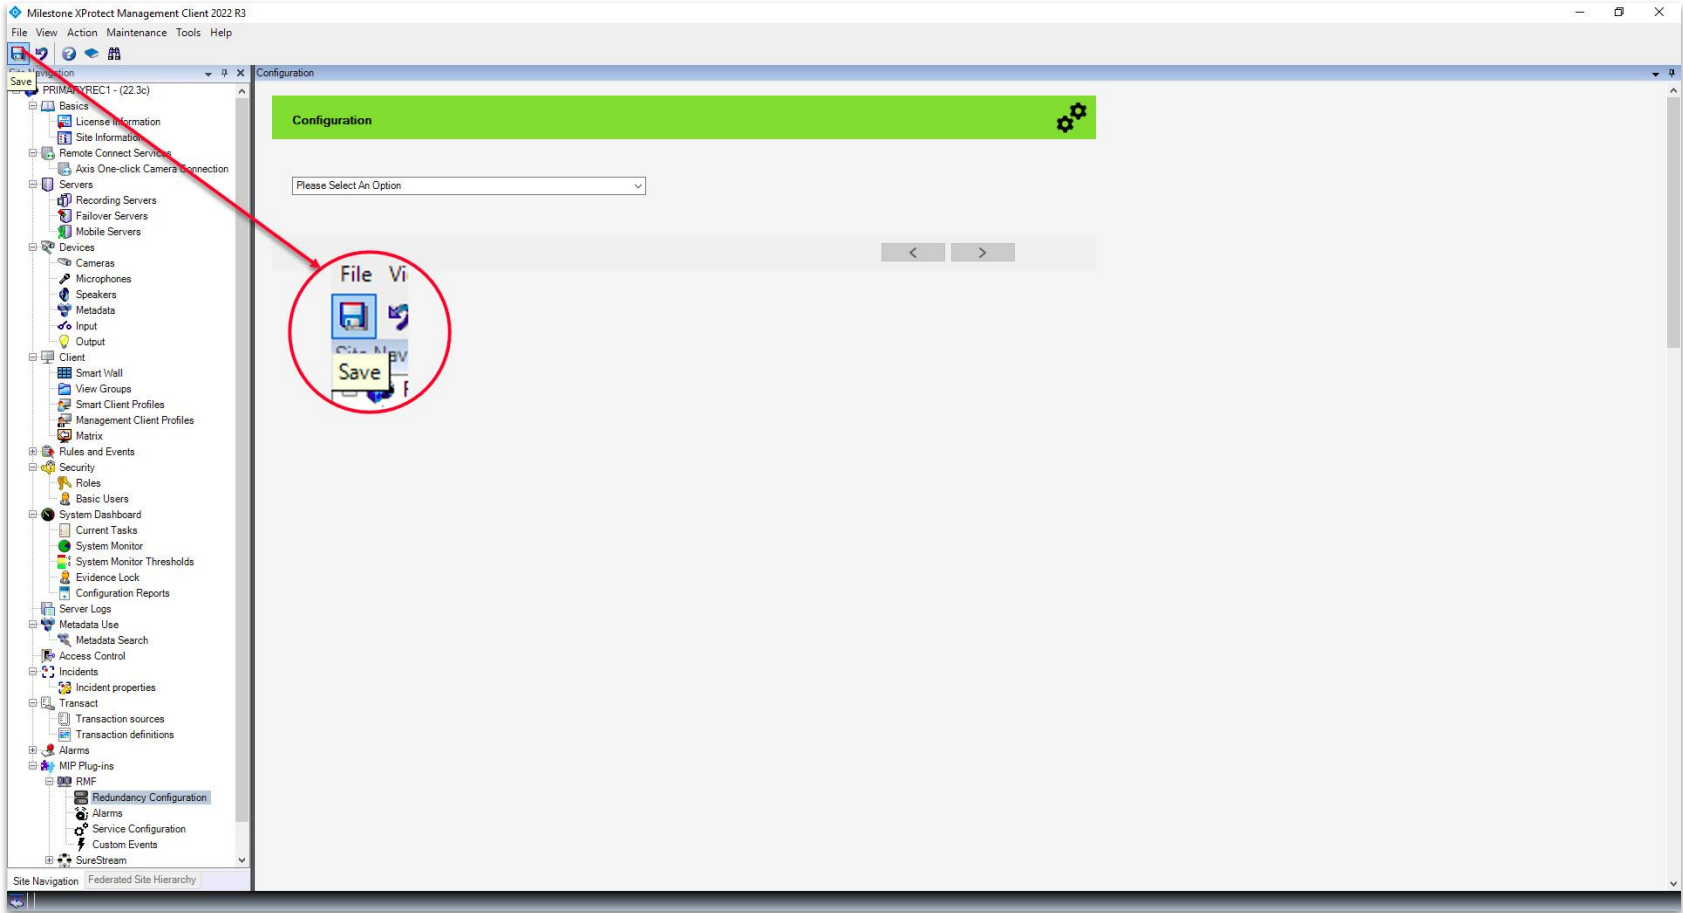 Milestone XProtect Management Client 2022 R3
File View Action Maintenance Tools Help
Save
Configuration
PRIMARYREC1 - (22.3c)
Basics
License Information
Site Information
Remote Connect Services
Axis One-click Camera Connection
Servers
Recording Servers
Failover Servers
Mobile Servers
Devices
Cameras
Microphones
Speakers
Metadata
Input
Output
Client
Smart Wall
View Groups
Smart Client Profiles
Management Client Profiles
Matrix
Rules and Events
Security
Roles
Basic Users
System Dashboard
Current Tasks
System Monitor
System Monitor Thresholds
Evidence Lock
Configuration Reports
Server Logs
Metadata Use
Metadata Search
Access Control
Incidents
Incident properties
Transact
Transaction sources
Transaction definitions
Alarms
MIP Plug-ins
RMF
Redundancy Configuration
Alarms
Service Configuration
Custom Events
SureStream
Site Navigation Federated Site Hierarchy
Configuration
Please Select An Option
< >
File Vi
Save